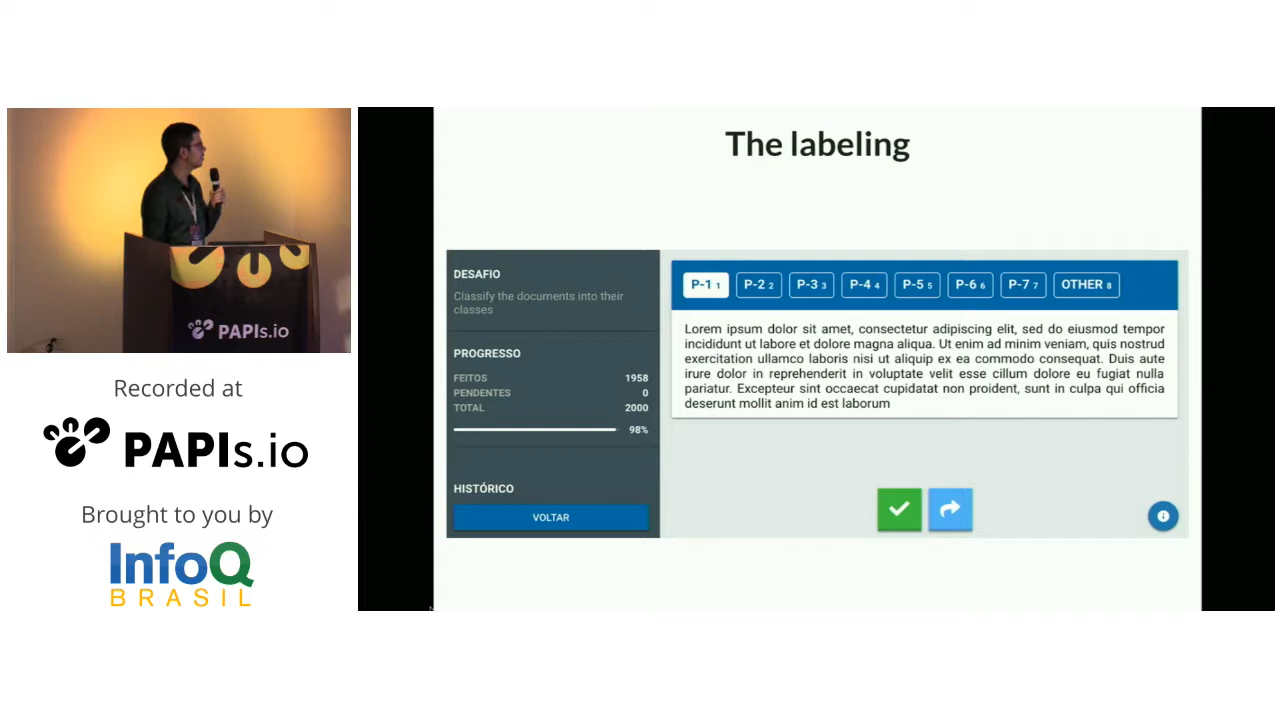 The labeling
DESAFIO
Classify the documents into their
classes
PROGRESSO
FEITOS 1958
PENDENTES 0
TOTAL 2000
98%
HISTÓRICO
VOLTAR
P-1 1 P-2 2 P-3 3 P-4 4 P-5 5 P-6 6 P-7 7 OTHER 8
Lorem ipsum dolor sit amet, consectetur adipiscing elit, sed do eiusmod tempor
incididunt ut labore et dolore magna aliqua. Ut enim ad minim veniam, quis nostrud
exercitation ullamco laboris nisi ut aliquip ex ea commodo consequat. Duis aute
irure dolor in reprehenderit in voluptate velit esse cillum dolore eu fugiat nulla
pariatur. Excepteur sint occaecat cupidatat non proident, sunt in culpa qui officia
deserunt mollit anim id est laborum
PAPIs.io
Recorded at
PAPIs.io
Brought to you by
InfoQ
BRASIL